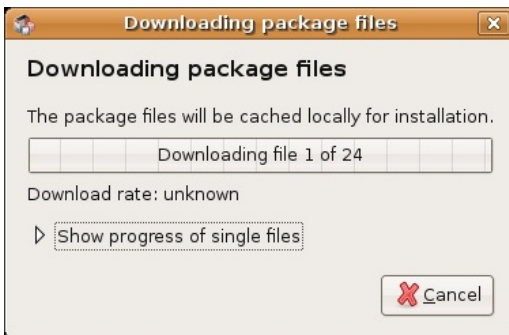 Downloading package files
Downloading package files
The package files will be cached locally for installation.
Downloading file 1 of 24
Download rate: unknown
Show progress of single files
Cancel